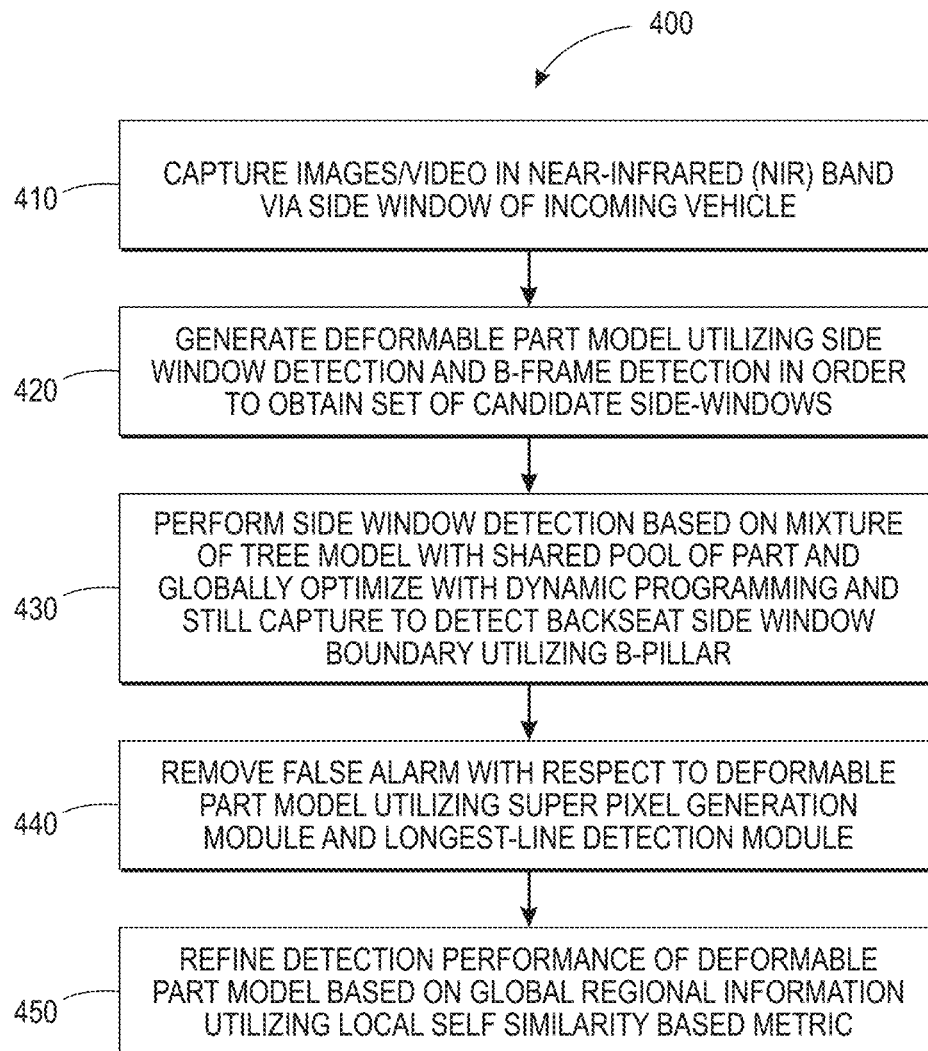 400
410
CAPTURE IMAGES/VIDEO IN NEAR-INFRARED (NIR) BAND
VIA SIDE WINDOW OF INCOMING VEHICLE
420
GENERATE DEFORMABLE PART MODEL UTILIZING SIDE
WINDOW DETECTION AND B-FRAME DETECTION IN ORDER
TO OBTAIN SET OF CANDIDATE SIDE-WINDOWS
430
PERFORM SIDE WINDOW DETECTION BASED ON MIXTURE
OF TREE MODEL WITH SHARED POOL OF PART AND
GLOBALLY OPTIMIZE WITH DYNAMIC PROGRAMMING AND
STILL CAPTURE TO DETECT BACKSEAT SIDE WINDOW
BOUNDARY UTILIZING B-PILLAR
440
REMOVE FALSE ALARM WITH RESPECT TO DEFORMABLE
PART MODEL UTILIZING SUPER PIXEL GENERATION
MODULE AND LONGEST-LINE DETECTION MODULE
450
REFINE DETECTION PERFORMANCE OF DEFORMABLE
PART MODEL BASED ON GLOBAL REGIONAL INFORMATION
UTILIZING LOCAL SELF SIMILARITY BASED METRIC